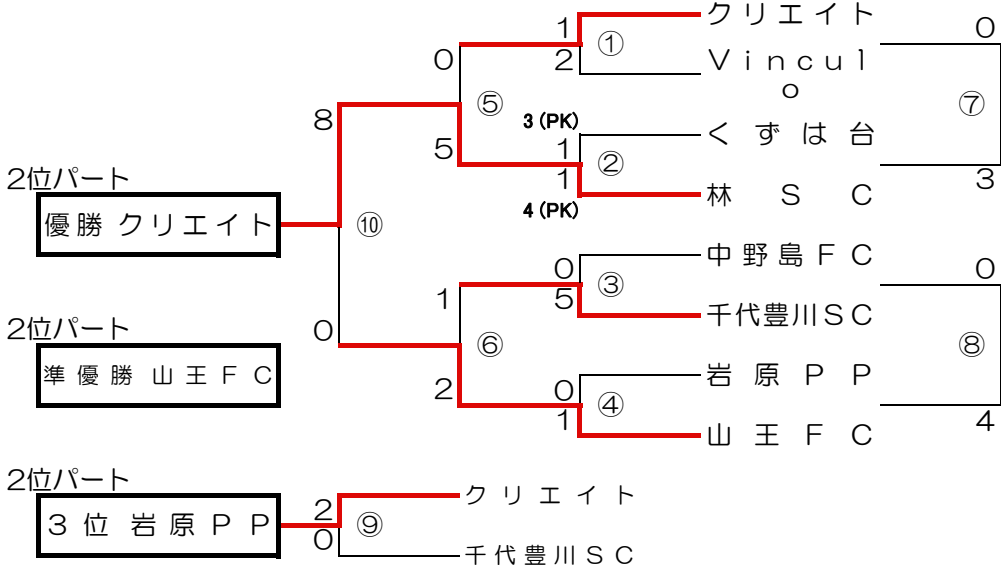 クリエイト
1
①
2
Vincul
o
0
⑦
3
0
⑤
5
8
3 (PK)
くずは台
1
②
1
4 (PK)
林SC
2位パート
優勝 クリエイト
⑩
中野島FC
0
③
5
千代豊川SC
0
⑧
4
1
⑥
2
0
2位パート
準優勝 山王FC
岩原PP
0
④
1
山王FC
2位パート
3位 岩原PP
2
⑨
0
クリエイト
千代豊川SC